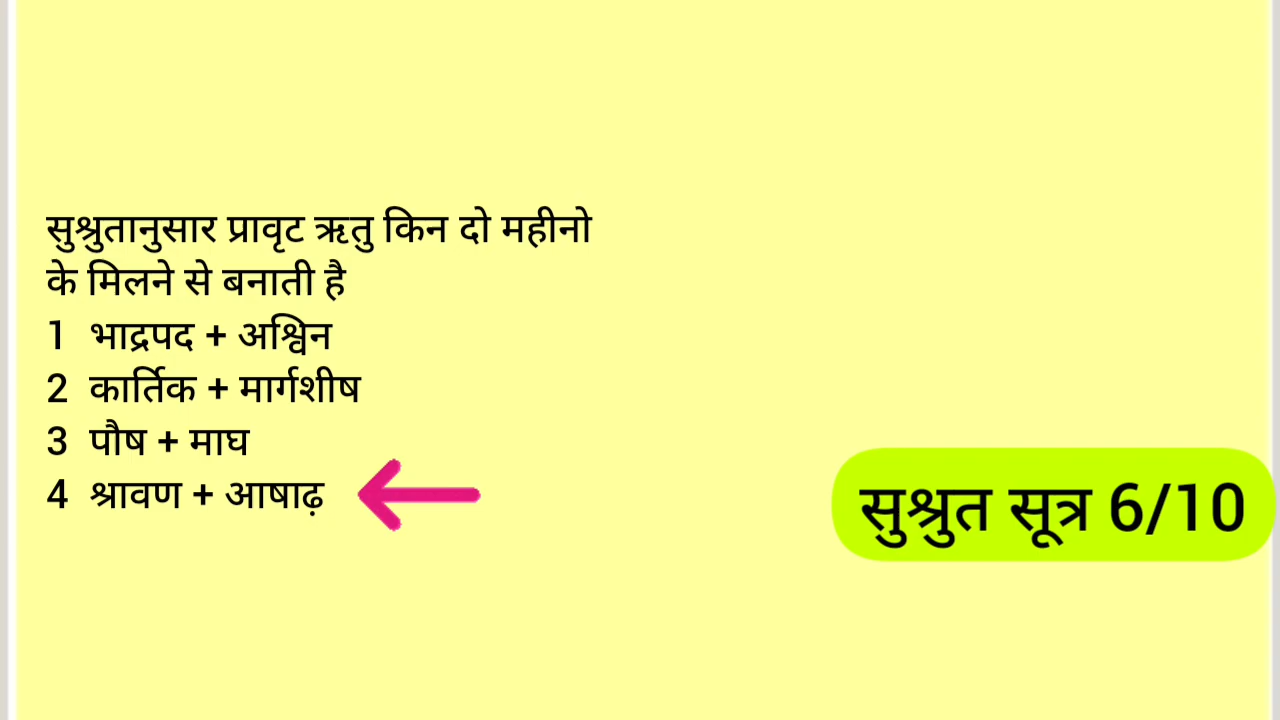 सुश्रुतानुसार प्रावृट ऋतु किन दो महीनो
के मिलने से बनाती है
1 भाद्रपद + अश्विन
2 कार्तिक + मार्गशीष
3 पौष + माघ
4 श्रावण + आषाढ़
सुश्रुत सूत्र 6/10